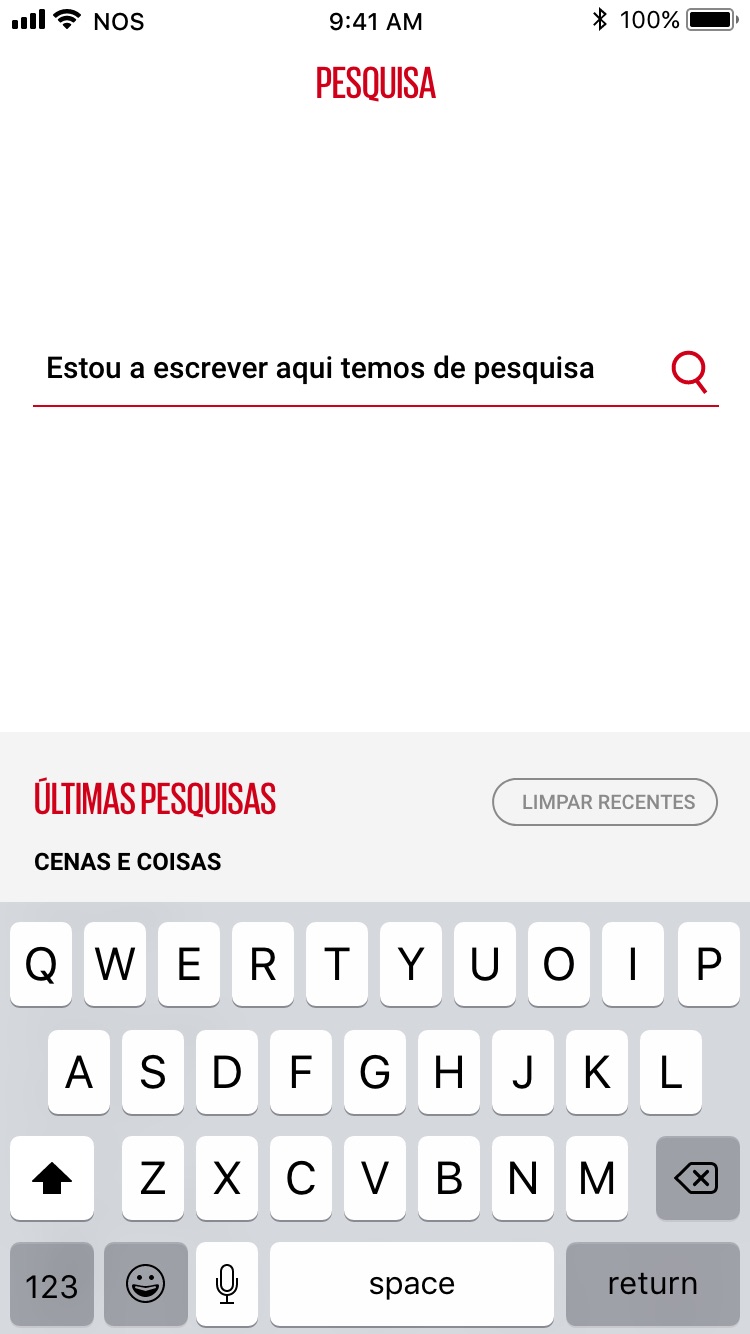 NOS 9:41 AM 100%
PESQUISA
Estou a escrever aqui temos de pesquisa
ÚLTIMAS PESQUISAS LIMPAR RECENTES
CENAS E COISAS
Q W E R T Y U O I P
A S D F G H J K L
Z X C V B N M
123 space return